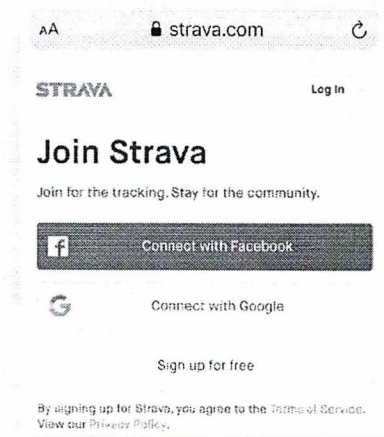 AA strava.com
STRAVA Log In
Join Strava
Join for the tracking. Stay for the community.
f Connect with Facebook
G Connect with Google
Sign up for free
By signing up for Strava, you agree to the Terms of Service.
View our Privacy Policy.